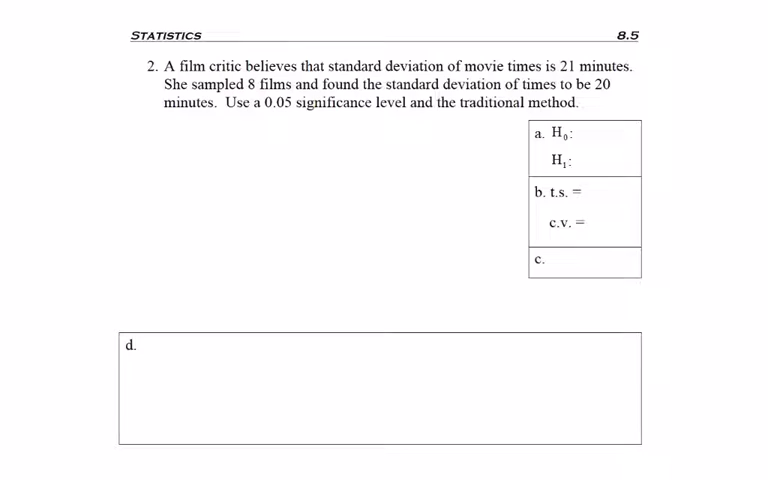 STATISTICS 8.5
2. A film critic believes that standard deviation of movie times is 21 minutes.
She sampled 8 films and found the standard deviation of times to be 20
minutes. Use a 0.05 significance level and the traditional method.
a. H₀:
H₁:
b. t.s. =
c.v. =
c.
d.